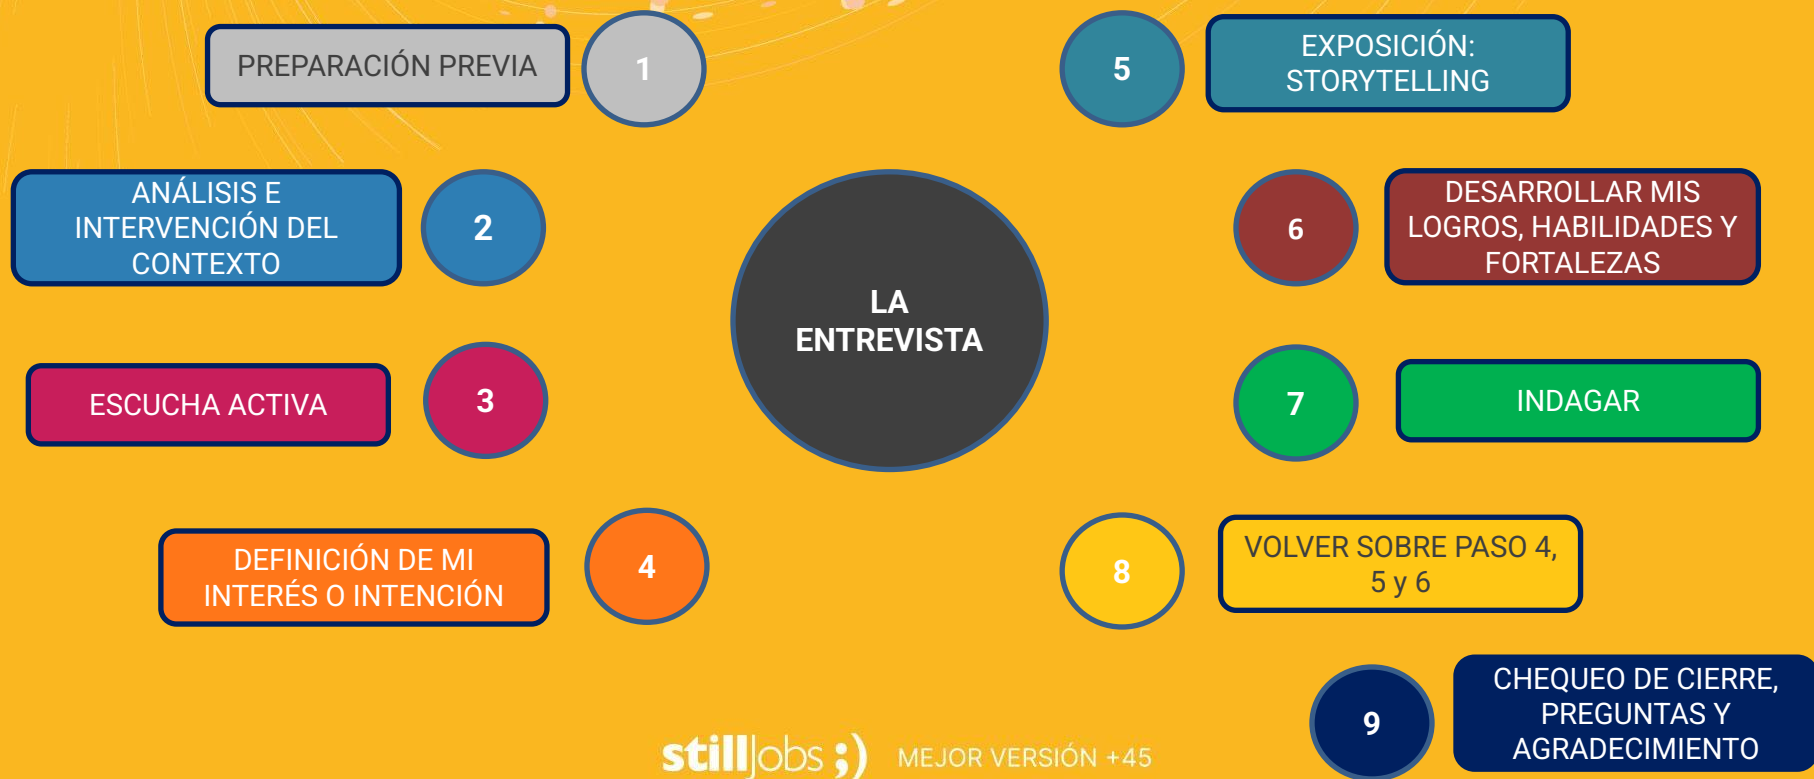 PREPARACIÓN PREVIA
1
ANÁLISIS E
INTERVENCIÓN DEL
CONTEXTO
2
ESCUCHA ACTIVA
3
DEFINICIÓN DE MI
INTERÉS O INTENCIÓN
4
LA
ENTREVISTA
5
EXPOSICIÓN:
STORYTELLING
6
DESARROLLAR MIS
LOGROS, HABILIDADES Y
FORTALEZAS
7
INDAGAR
8
VOLVER SOBRE PASO 4,
5 y 6
9
CHEQUEO DE CIERRE,
PREGUNTAS Y
AGRADECIMIENTO
stillJobs ;) MEJOR VERSIÓN +45